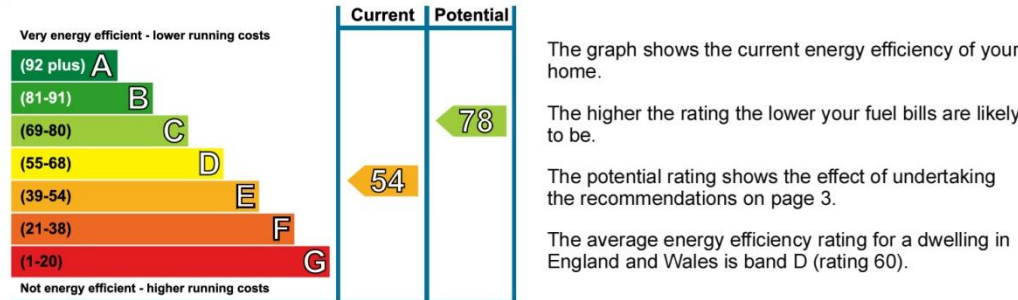 Current Potential
Very energy efficient - lower running costs
(92 plus) A
(81-91) B
(69-80) C
78
(55-68) D
(39-54) E
54
(21-38) F
(1-20) G
Not energy efficient - higher running costs
The graph shows the current energy efficiency of your
home.
The higher the rating the lower your fuel bills are likely
to be.
The potential rating shows the effect of undertaking
the recommendations on page 3.
The average energy efficiency rating for a dwelling in
England and Wales is band D (rating 60).